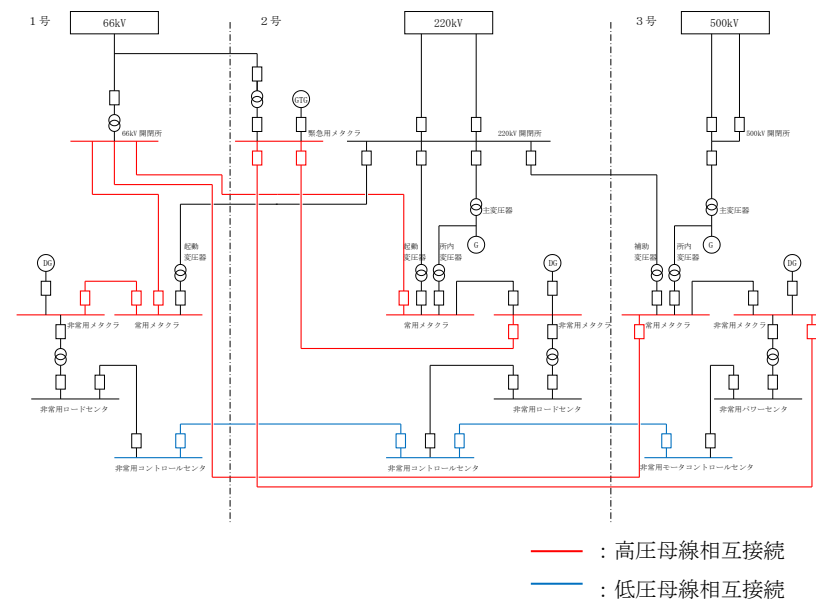 1号
66kV
2号
220kV
3号
500kV
GTG
66kV 開閉所
緊急用メタクラ
220kV開閉所
500kV 開閉所
主変圧器
主変圧器
起動
変圧器
起動
変圧器
所内
変圧器
G
補助
変圧器
所内
変圧器
G
DG
DG
DG
非常用メタクラ
常用メタクラ
常用メタクラ
非常用メタクラ
常用メタクラ
非常用メタクラ
非常用ロードセンタ
非常用ロードセンタ
非常用パワーセンタ
非常用コントロールセンタ
非常用コントロールセンタ
非常用モータコントロールセンタ
：高圧母線相互接続
：低圧母線相互接続